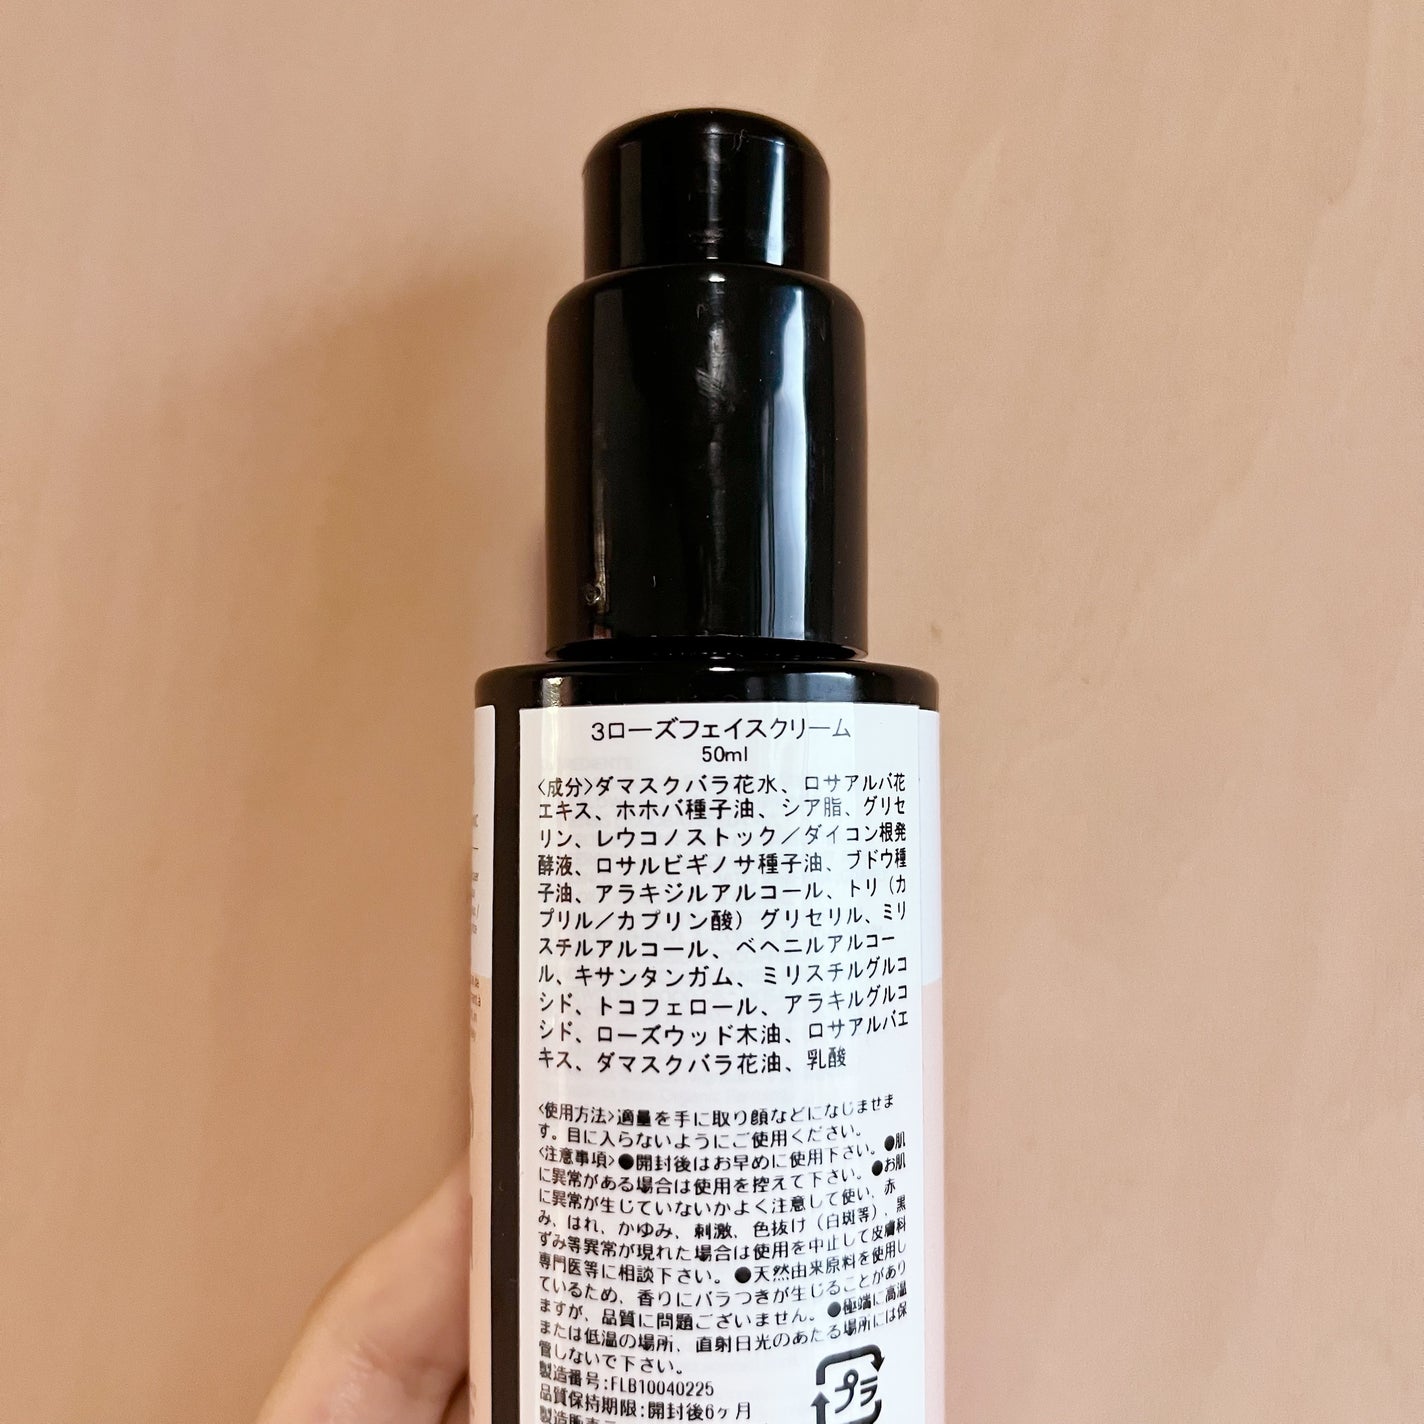 3ローズフェイスクリーム
50ml
<成分>ダマスクバラ花水、ロサアルバ花
エキス、ホホバ種子油、シア脂、グリセ
リン、レウコノストック／ダイコン根発
酵液、ロサルビギノサ種子油、ブドウ種
子油、アラキジルアルコール、トリ（カ
プリル／カプリン酸）グリセリル、ミリ
スチルアルコール、ベヘニルアルコー
ル、キサンタンガム、ミリスチルグルコ
シド、トコフェロール、アラキルグルコ
シド、ローズウッド木油、ロサアルバエ
キス、ダマスクバラ花油、乳酸
<使用方法>適量を手に取り顔などになじませま
す。目に入らないようにご使用ください。
<注意事項>●開封後はお早めに使用下さい。●肌
に異常がある場合は使用を控えて下さい。●お肌
に異常が生じていないかよく注意して使い、赤
み、はれ、かゆみ、刺激、色抜け（白斑等）、黒
ずみ等異常が現れた場合は使用を中止して皮膚科
専門医等に相談下さい。●天然由来原料を使用し
ているため、香りにバラつきが生じることがあり
ますが、品質に問題ございません。●極端に高温
または低温の場所、直射日光のあたる場所には保
管しないで下さい。
製造番号:FLB10040225
品質保持期限:開封後6ヶ月
プラ